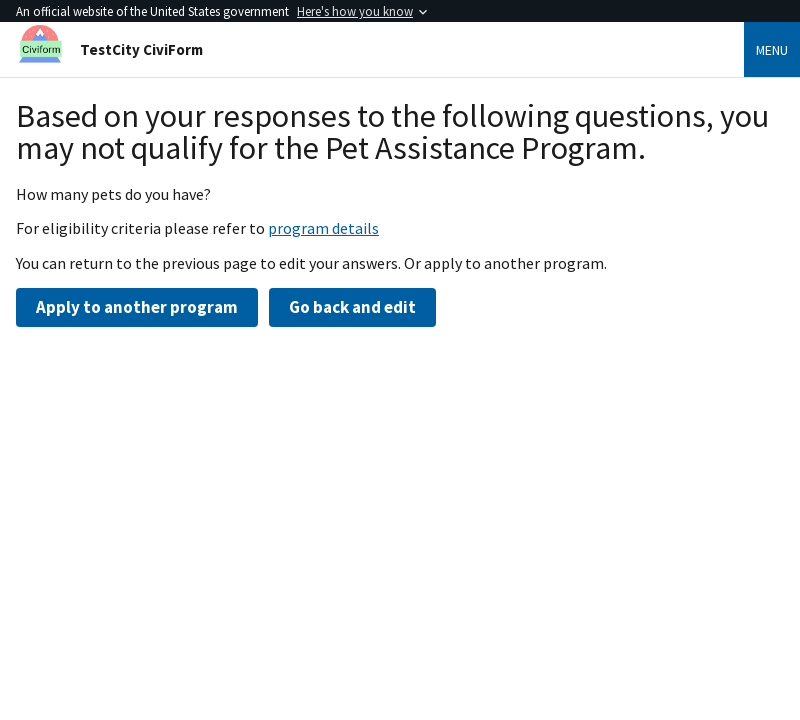 An official website of the United States government Here's how you know
Civiform
TestCity CiviForm
MENU
Based on your responses to the following questions, you
may not qualify for the Pet Assistance Program.
How many pets do you have?
For eligibility criteria please refer to program details
You can return to the previous page to edit your answers. Or apply to another program.
Apply to another program
Go back and edit